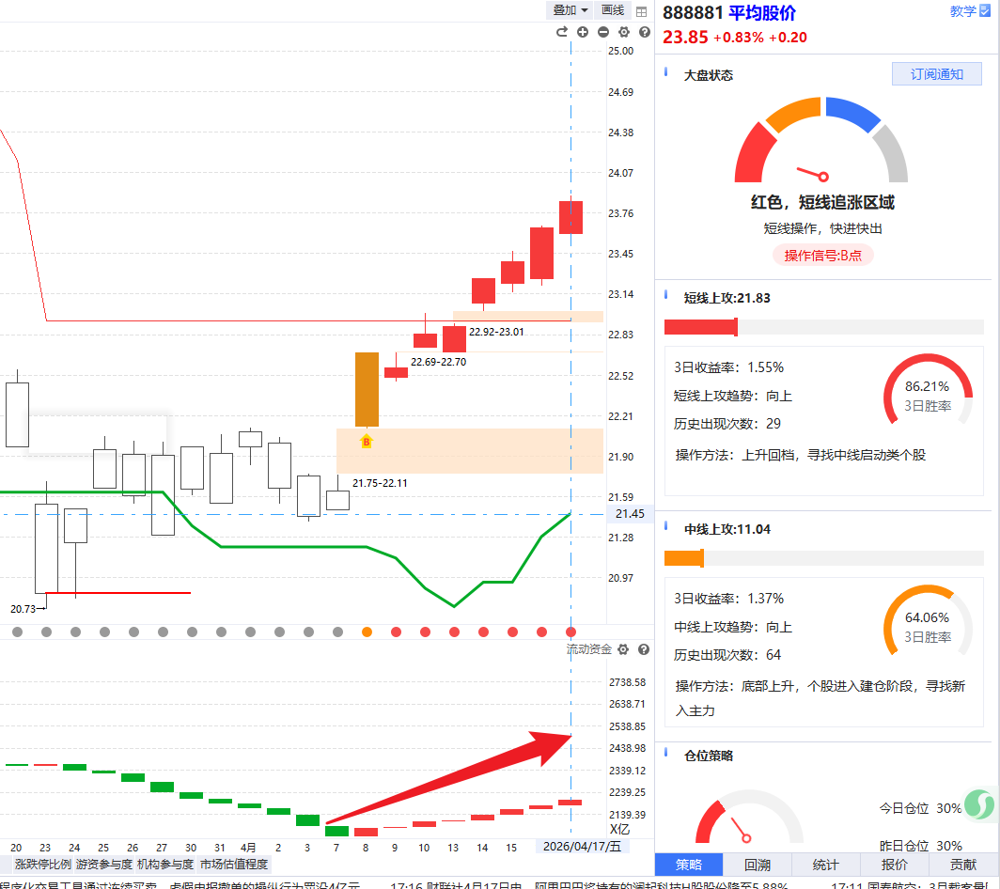 叠加 画线
888881 平均股价
教学
23.85 +0.83% +0.20
大盘状态
订阅通知
红色，短线追涨区域
短线操作，快进快出
操作信号:B点
短线上攻:21.83
3日收益率：1.55%
短线上攻趋势：向上
历史出现次数：29
86.21%
3日胜率
操作方法：上升回档，寻找中线启动类个股
中线上攻:11.04
3日收益率：1.37%
中线上攻趋势：向上
历史出现次数：64
64.06%
3日胜率
操作方法：底部上升，个股进入建仓阶段，寻找新
入主力
仓位策略
今日仓位 30%
昨日仓位 30%
策略 回溯 统计 报价 贡献
25.00
24.69
24.38
24.07
23.76
23.45
23.14
22.83
22.52
22.21
21.90
21.59
21.45
21.28
20.97
22.92-23.01
22.69-22.70
B
21.75-22.11
20.73→
流动资金
2738.58
2638.71
2538.85
2438.98
2339.12
2239.25
2139.39
X亿
20 23 24 25 26 27 30 31 4月 2 3 7 8 9 10 13 14 15 2026/04/17/五
涨跌停比例 游资参与度 机构参与度 市场估值程度
程序化交易工具通过连续买卖、虚假申报撤单的操纵行为罚没4亿元 17:16 财联社4月17日电，阿里巴巴将持有的澜起科技H股股份降至5.88% 17:11 国泰航空：3月载客量